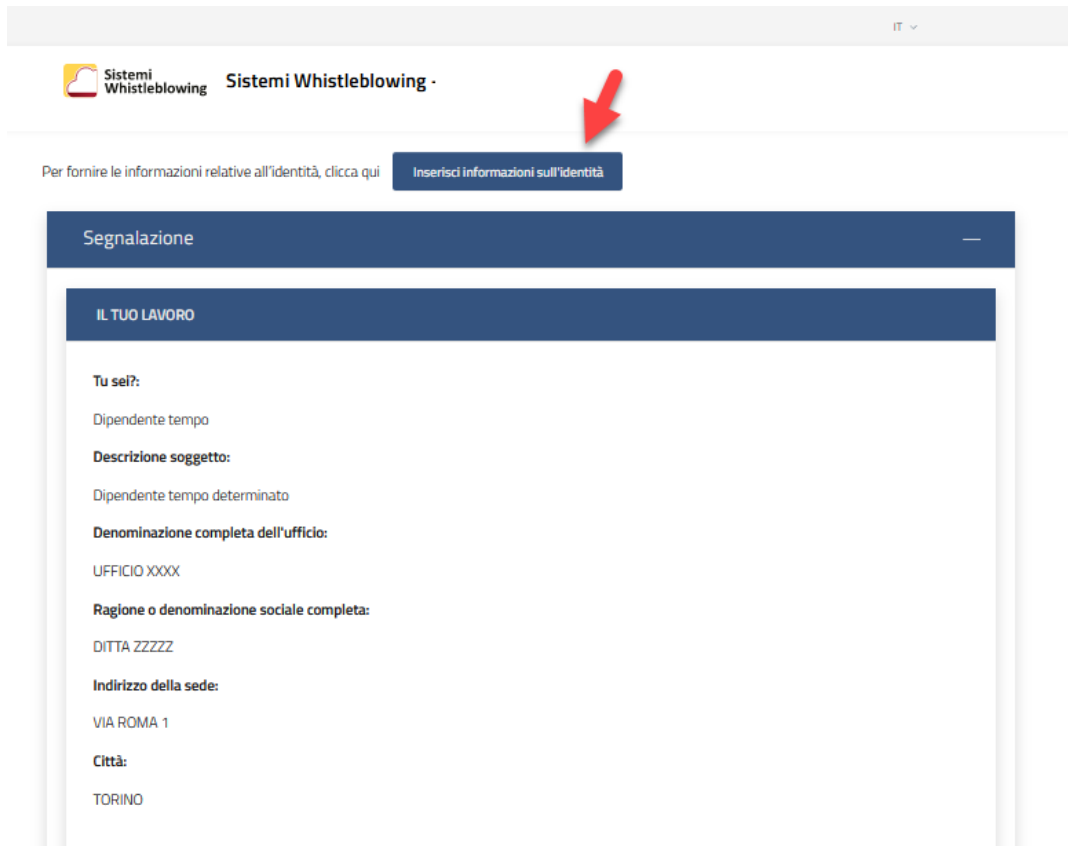 IT
Sistemi
Whistleblowing
Sistemi Whistleblowing -
Per fornire le informazioni relative all'identità, clicca qui
Inserisci informazioni sull'identità
Segnalazione
IL TUO LAVORO
Tu sei?:
Dipendente tempo
Descrizione soggetto:
Dipendente tempo determinato
Denominazione completa dell'ufficio:
UFFICIO XXXX
Ragione o denominazione sociale completa:
DITTA ZZZZZ
Indirizzo della sede:
VIA ROMA 1
Città:
TORINO